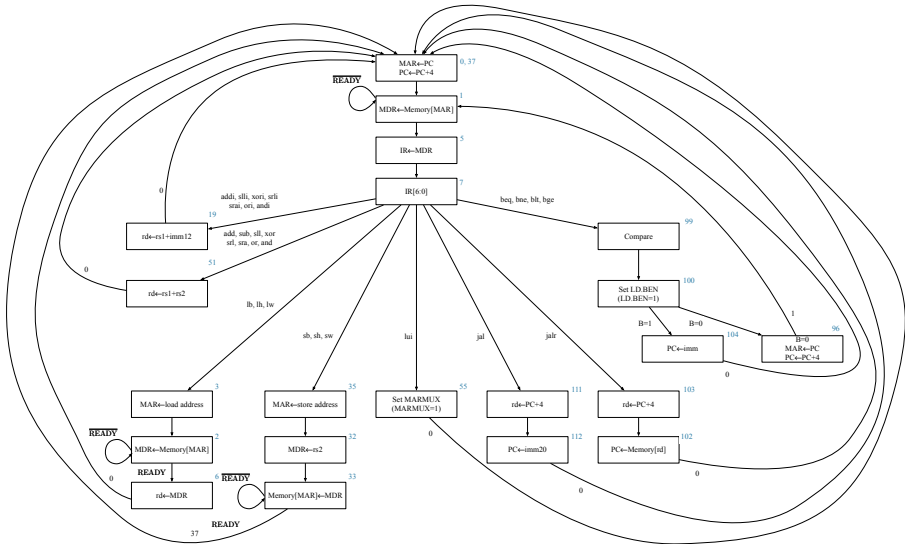 MAR←PC
PC←PC+4
0, 37
READY
MDR←Memory[MAR]
1
IR←MDR
5
IR[6:0]
7
0
addi, slli, xori, srli
srai, ori, andi
beq, bne, blt, bge
19
rd←rs1+imm12
add, sub, sll, xor
srl, sra, or, and
99
Compare
51
0
rd←rs1+rs2
100
Set LD.BEN
(LD.BEN=1)
lb, lh, lw
1
B=1
B=0
104
96
sb, sh, sw
lui
jal
jalr
PC←imm
B=0
MAR←PC
PC←PC+4
0
3
MAR←load address
35
MAR←store address
55
Set MARMUX
(MARMUX=1)
111
rd←PC+4
103
rd←PC+4
0
READY
2
MDR←Memory[MAR]
32
MDR←rs2
112
PC←imm20
102
PC←Memory[rd]
READY
0
0
6
rd←MDR
READY
33
Memory[MAR]←MDR
0
READY
37